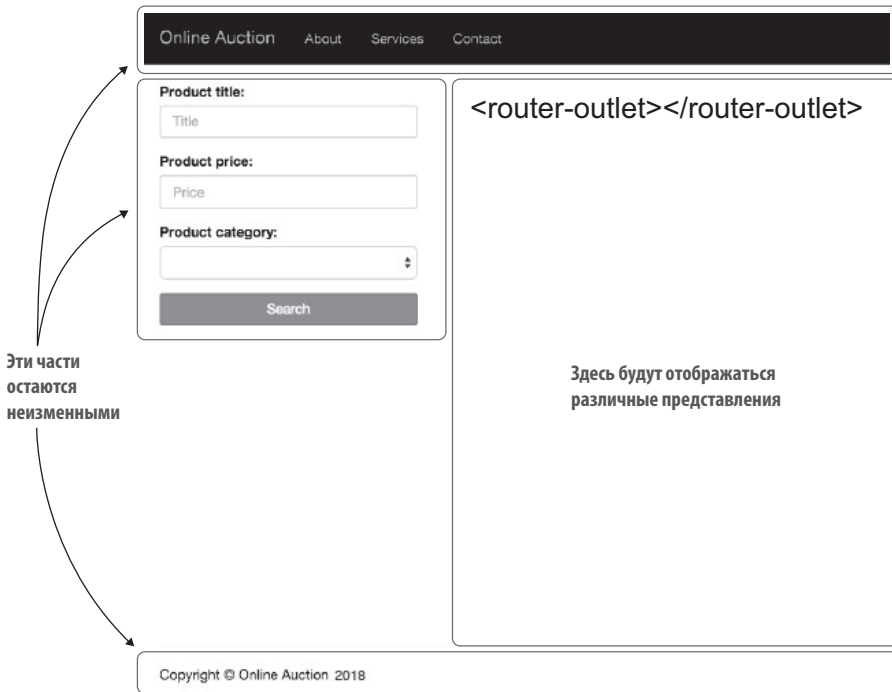 Online Auction About Services Contact
Product title:
Title
Product price:
Price
Product category:
Search
<router-outlet></router-outlet>
Эти части
остаются
неизменными
Здесь будут отображаться
различные представления
Copyright © Online Auction 2018